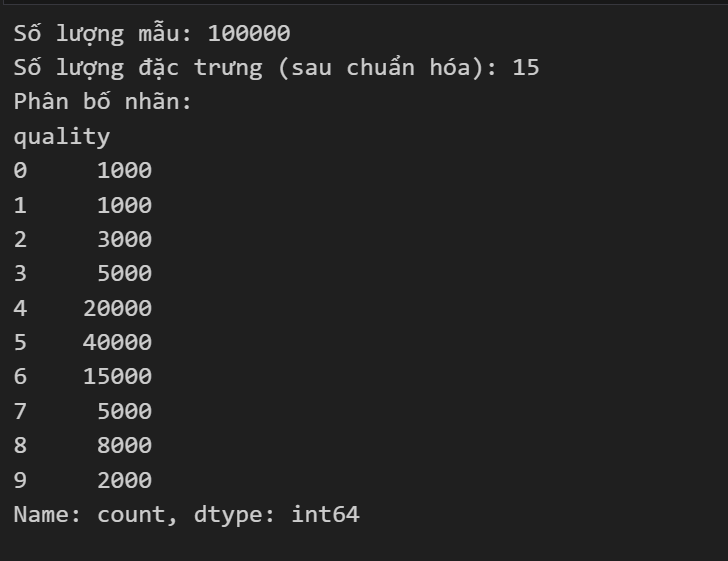 Số lượng mẫu: 100000
Số lượng đặc trưng (sau chuẩn hóa): 15
Phân bố nhãn:
quality
0     1000
1     1000
2     3000
3     5000
4    20000
5    40000
6    15000
7     5000
8     8000
9     2000
Name: count, dtype: int64